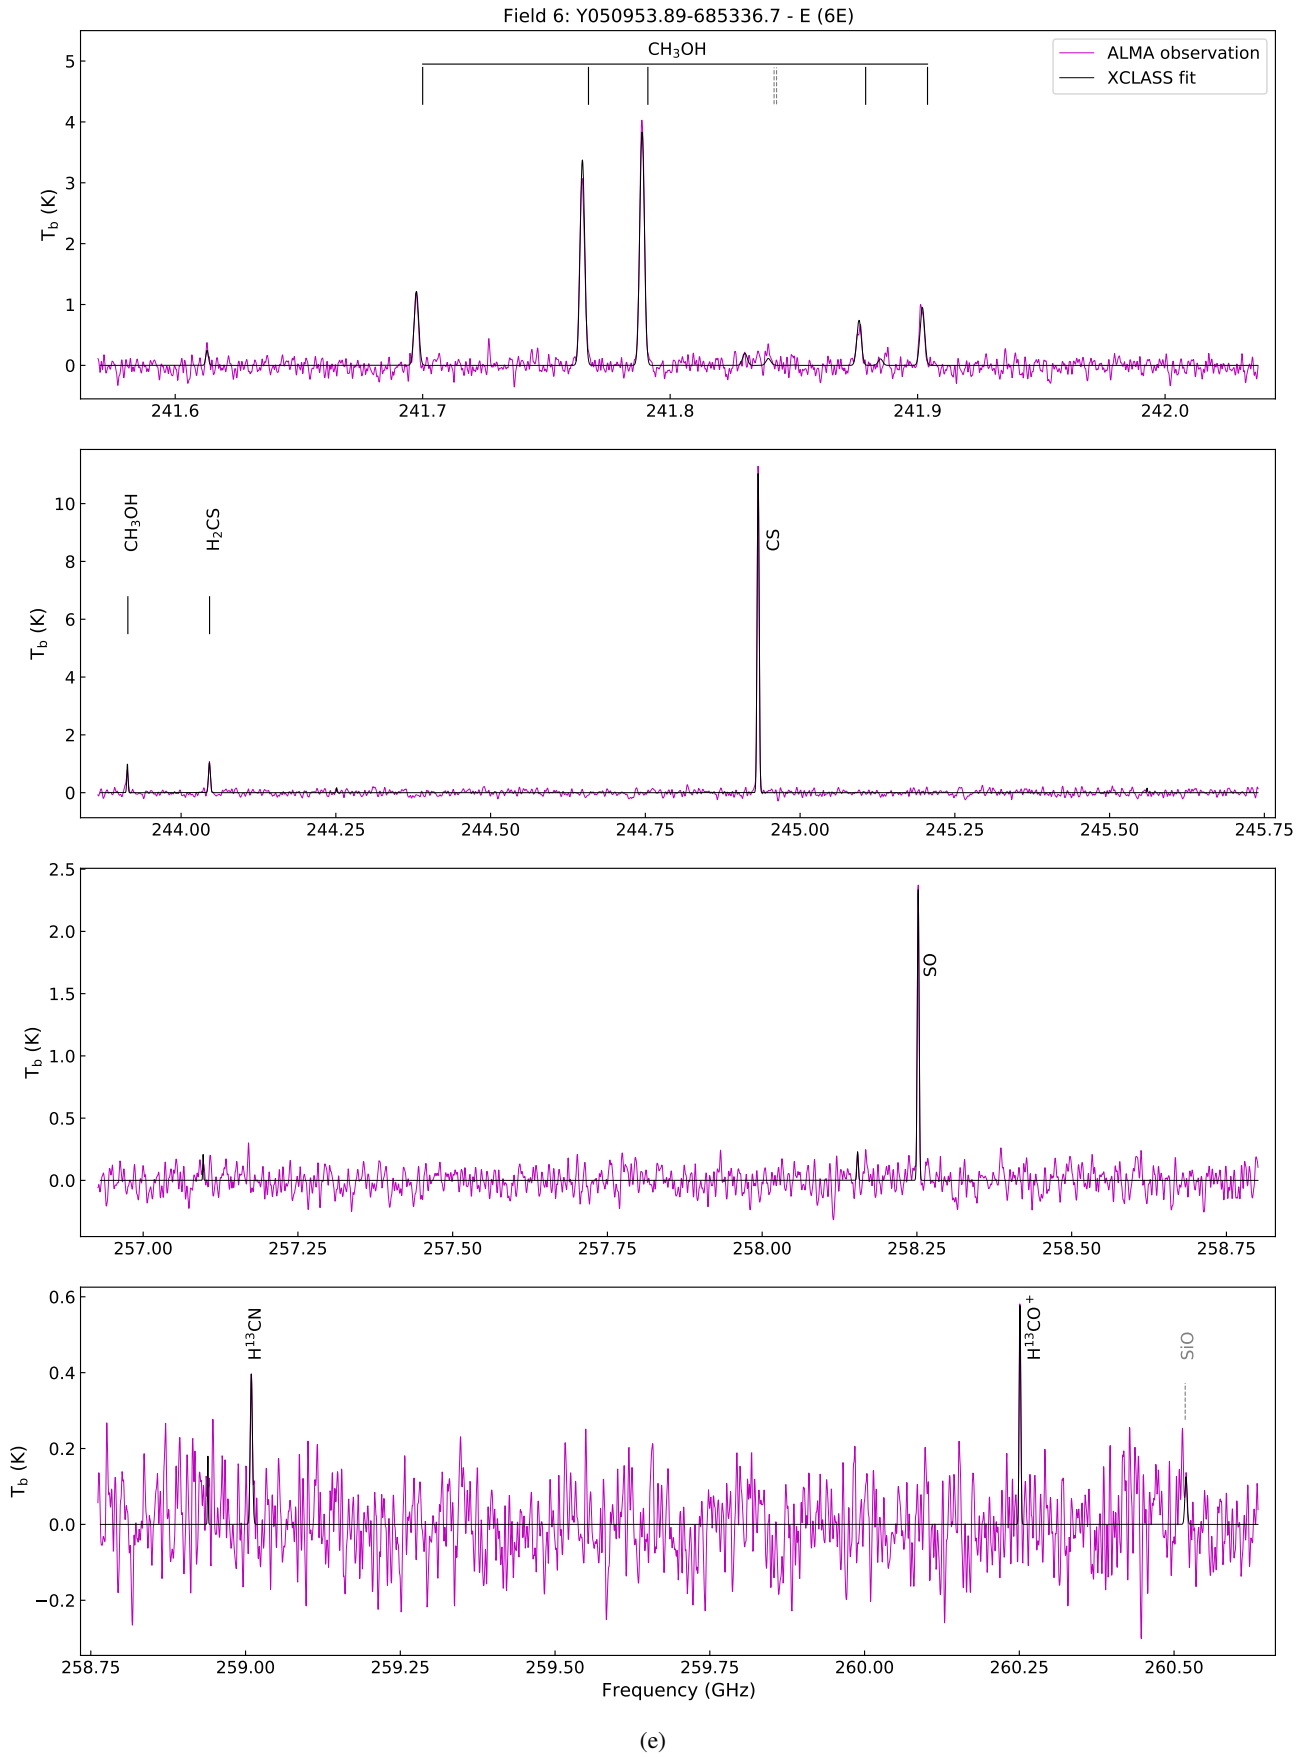 Field 6: Y050953.89-685336.7 - E (6E)
CH₃OH
ALMA observation
XCLASS fit
5
4
3
2
1
0
T_b (K)
241.6 241.7 241.8 241.9 242.0
CH₃OH
H₂CS
CS
10
8
6
4
2
0
T_b (K)
244.00 244.25 244.50 244.75 245.00 245.25 245.50 245.75
SO
2.5
2.0
1.5
1.0
0.5
0.0
T_b (K)
257.00 257.25 257.50 257.75 258.00 258.25 258.50 258.75
H¹³CN
H¹³CO⁺
SiO
0.6
0.4
0.2
0.0
−0.2
T_b (K)
258.75 259.00 259.25 259.50 259.75 260.00 260.25 260.50
Frequency (GHz)
(e)